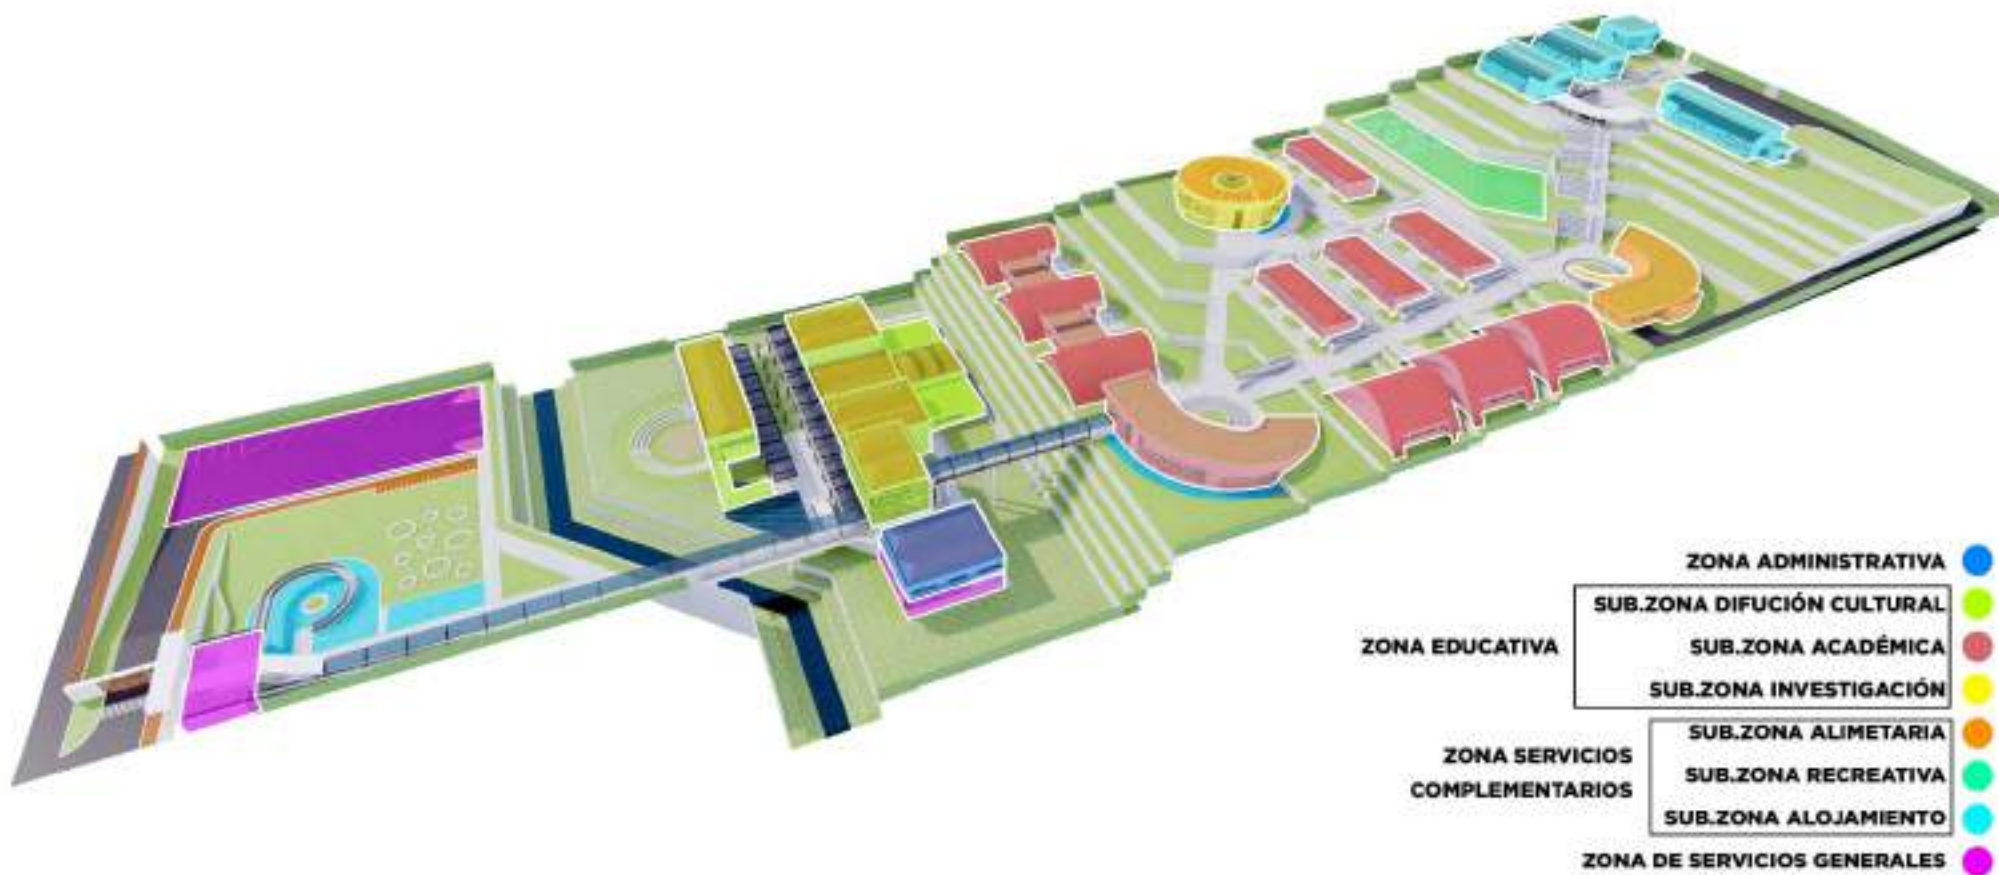 ZONA ADMINISTRATIVA
SUB.ZONA DIFUCIÓN CULTURAL
ZONA EDUCATIVA
SUB.ZONA ACADÉMICA
SUB.ZONA INVESTIGACIÓN
SUB.ZONA ALIMETARIA
ZONA SERVICIOS
COMPLEMENTARIOS
SUB.ZONA RECREATIVA
SUB.ZONA ALOJAMIENTO
ZONA DE SERVICIOS GENERALES